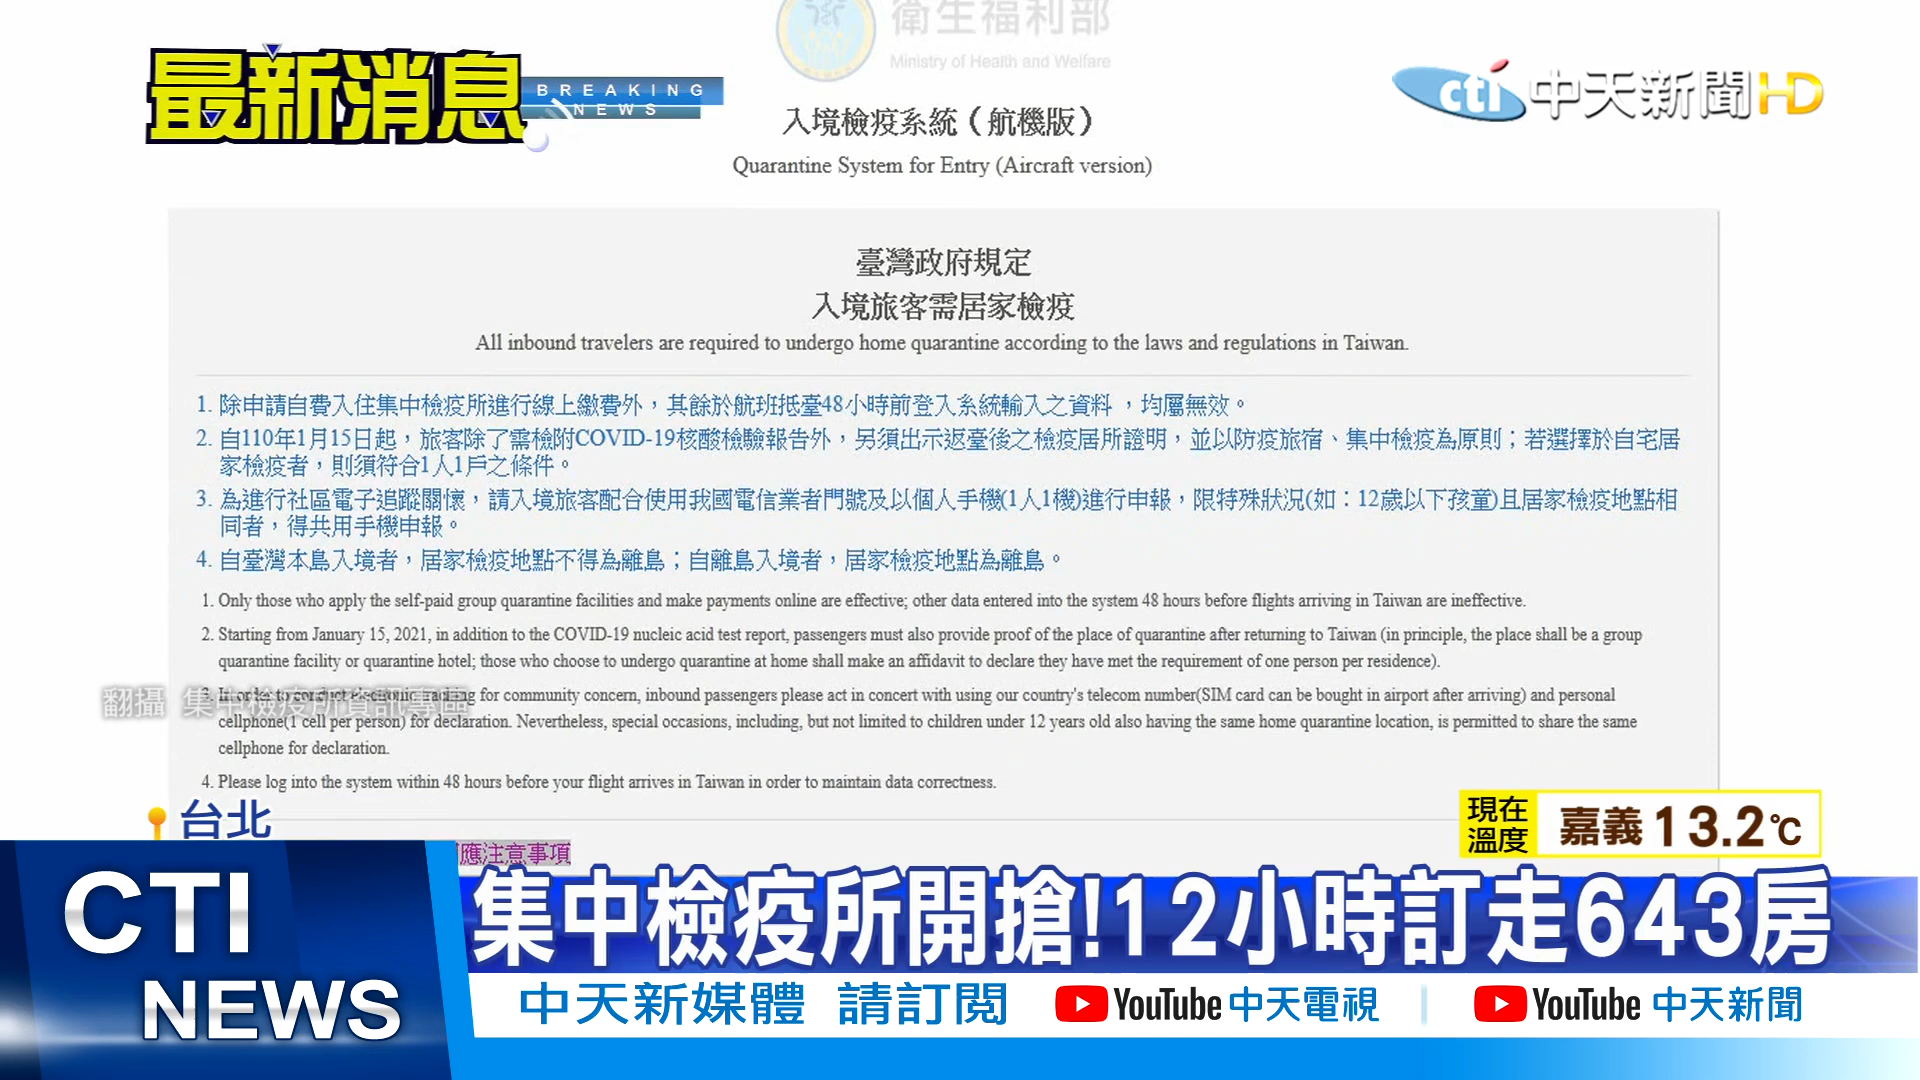 衛生福利部
Ministry of Health and Welfare
最新消息
BREAKING
NEWS
cti 中天新聞HD
入境檢疫系統（航機版）
Quarantine System for Entry (Aircraft version)
臺灣政府規定
入境旅客需居家檢疫
All inbound travelers are required to undergo home quarantine according to the laws and regulations in Taiwan.
1. 除申請自費入住集中檢疫所進行線上繳費外，其餘於航班抵臺48小時前登入系統輸入之資料 ，均屬無效。
2. 自110年1月15日起，旅客除了需檢附COVID-19核酸檢驗報告外，另須出示返臺後之檢疫居所證明，並以防疫旅宿、集中檢疫為原則；若選擇於自宅居
家檢疫者，則須符合1人1戶之條件。
3. 為進行社區電子追蹤關懷，請入境旅客配合使用我國電信業者門號及以個人手機(1人1機)進行申報，限特殊狀況(如：12歲以下孩童)且居家檢疫地點相
同者，得共用手機申報。
4. 自臺灣本島入境者，居家檢疫地點不得為離島；自離島入境者，居家檢疫地點為離島。
1. Only those who apply the self-paid group quarantine facilities and make payments online are effective; other data entered into the system 48 hours before flights arriving in Taiwan are ineffective.
2. Starting from January 15, 2021, in addition to the COVID-19 nucleic acid test report, passengers must also provide proof of the place of quarantine after returning to Taiwan (in principle, the place shall be a group
quarantine facility or quarantine hotel; those who choose to undergo quarantine at home shall make an affidavit to declare they have met the requirement of one person per residence).
3. In order to conduct electronic tracking for community concern, inbound passengers please act in concert with using our country's telecom number(SIM card can be bought in airport after arriving) and personal
cellphone(1 cell per person) for declaration. Nevertheless, special occasions, including, but not limited to children under 12 years old also having the same home quarantine location, is permitted to share the same
cellphone for declaration.
4. Please log into the system within 48 hours before your flight arrives in Taiwan in order to maintain data correctness.
翻攝 集中檢疫所資訊專區
台北
現在
溫度
嘉義13.2℃
應注意事項
CTI
NEWS
集中檢疫所開搶!12小時訂走643房
中天新媒體 請訂閱 YouTube 中天電視 | YouTube 中天新聞